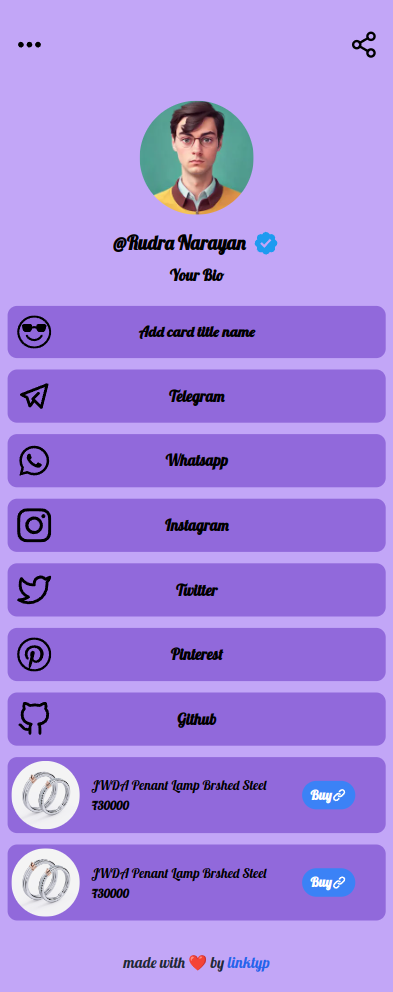 @Rudra Narayan
Your Bio
Add card title name
Telegram
Whatsapp
Instagram
Twitter
Pinterest
Github
JWDA Penant Lamp Brshed Steel
₹30000
Buy
JWDA Penant Lamp Brshed Steel
₹30000
Buy
made with ❤️ by linktyp